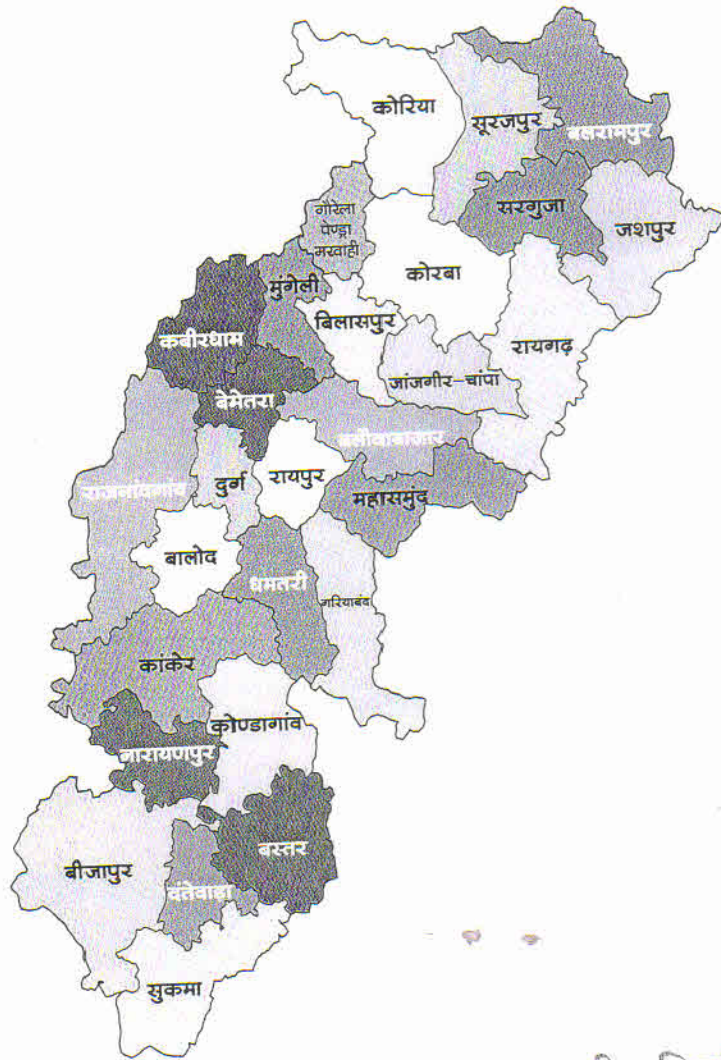 कोरिया
सूरजपुर
बलरामपुर
सरगुजा
जशपुर
गौरेला
पेण्ड्रा
मरवाही
कोरबा
मुंगेली
बिलासपुर
रायगढ़
कबीरधाम
जांजगीर-चांपा
बेमेतरा
बलौवाबाजार
राजनांवगांव
दुर्ग
रायपुर
महासमुंद
बालोद
धमतरी
गरियाबंद
कांकेर
कोण्डागांव
नारायणपुर
बीजापुर
बस्तर
दंतेवाड़ा
सुकमा